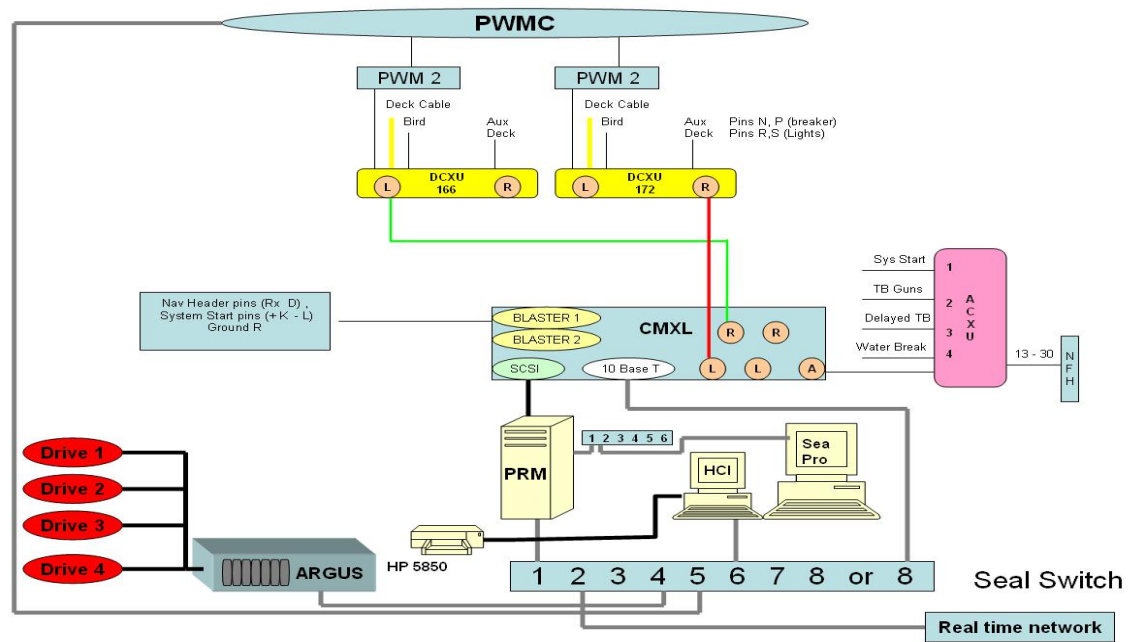 PWMC
PWM 2
PWM 2
Deck Cable
Bird
Aux
Deck
Deck Cable
Bird
Aux
Deck
Pins N, P (breaker)
Pins R,S (Lights)
L
DCXU
166
R
L
DCXU
172
R
Sys Start
1
TB Guns
2
Delayed TB
3
Water Break
4
A
C
X
U
13 - 30
N
F
H
Nav Header pins (Rx D) ,
System Start pins (+ K - L)
Ground R
BLASTER 1
BLASTER 2
CMXL
R
R
SCSI
10 Base T
L
L
A
1 2 3 4 5 6
Sea
Pro
PRM
HCI
Drive 1
Drive 2
Drive 3
Drive 4
ARGUS
HP 5850
1 2 3 4 5 6 7 8 or 8
Seal Switch
Real time network